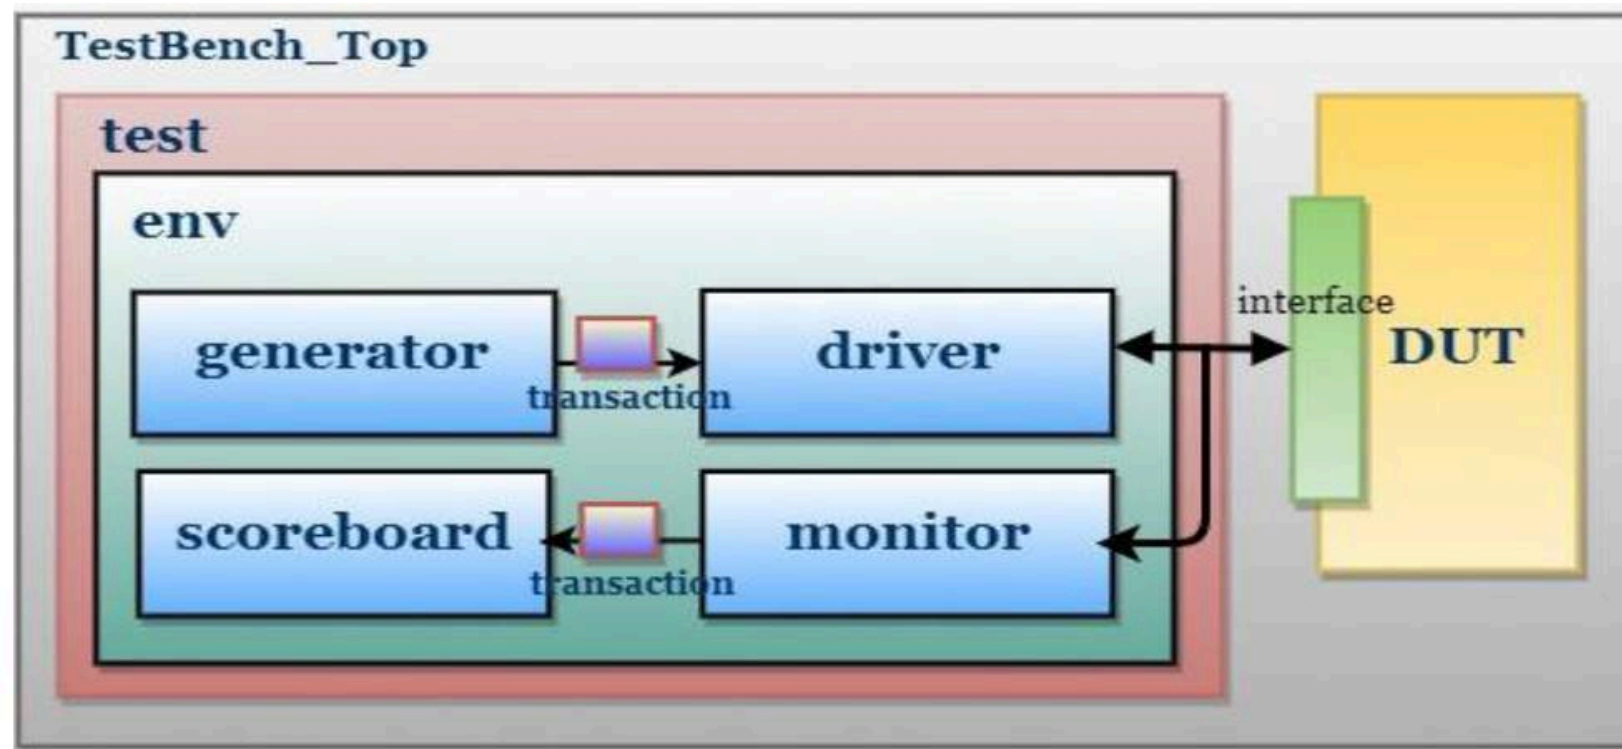 TestBench_Top
test
env
generator
transaction
driver
interface
DUT
scoreboard
transaction
monitor